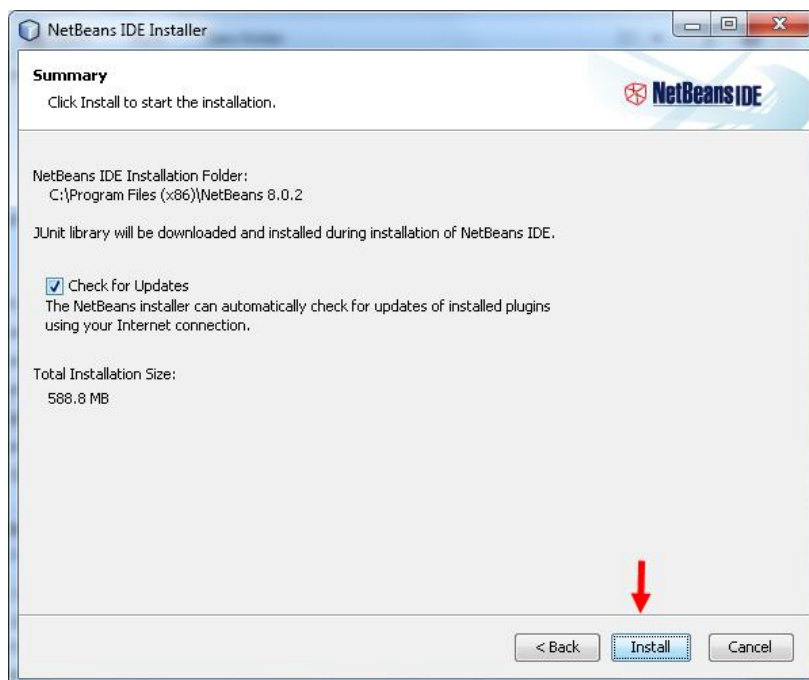 NetBeans IDE Installer
Summary
Click Install to start the installation.
NetBeans IDE
NetBeans IDE Installation Folder:
C:\Program Files (x86)\NetBeans 8.0.2
JUnit library will be downloaded and installed during installation of NetBeans IDE.
Check for Updates
The NetBeans installer can automatically check for updates of installed plugins
using your Internet connection.
Total Installation Size:
588.8 MB
< Back Install Cancel